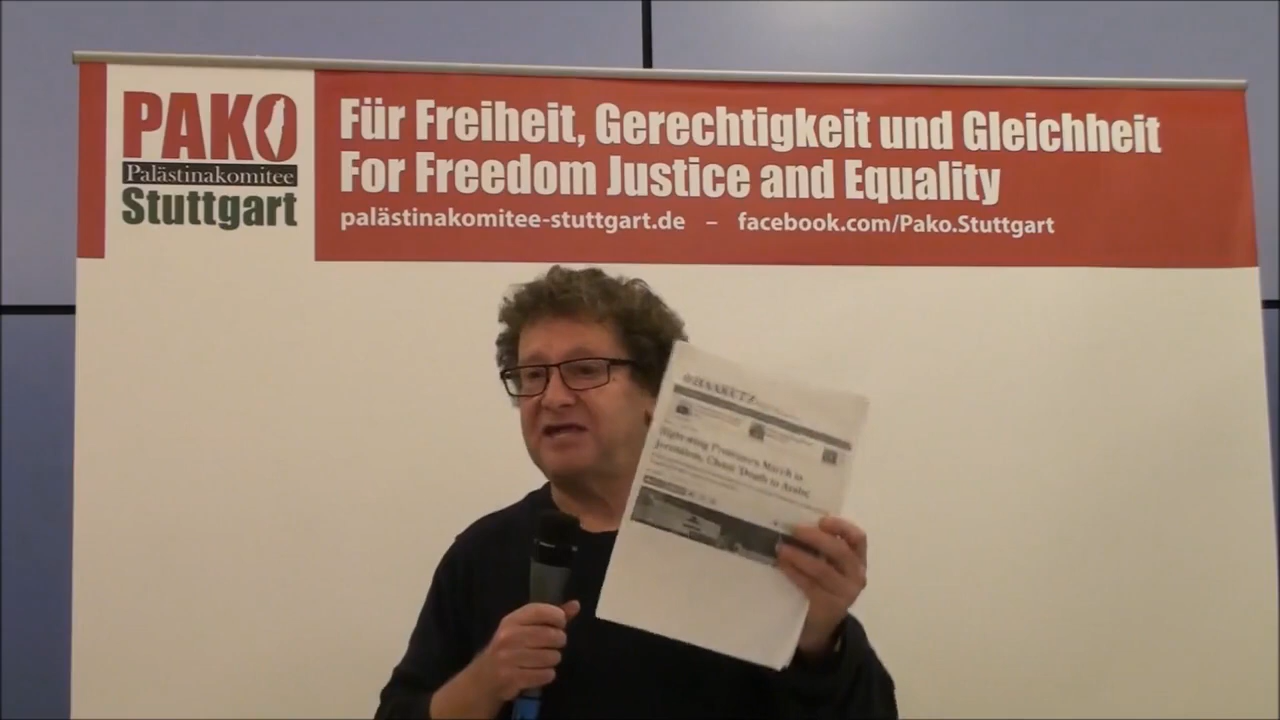 PAKO
Palästinakomitee
Stuttgart
Für Freiheit, Gerechtigkeit und Gleichheit
For Freedom Justice and Equality
palästinakomitee-stuttgart.de – facebook.com/Pako.Stuttgart
HAARETZ
Right-wing Protesters March in
Jerusalem, Chant 'Death to Arabs'